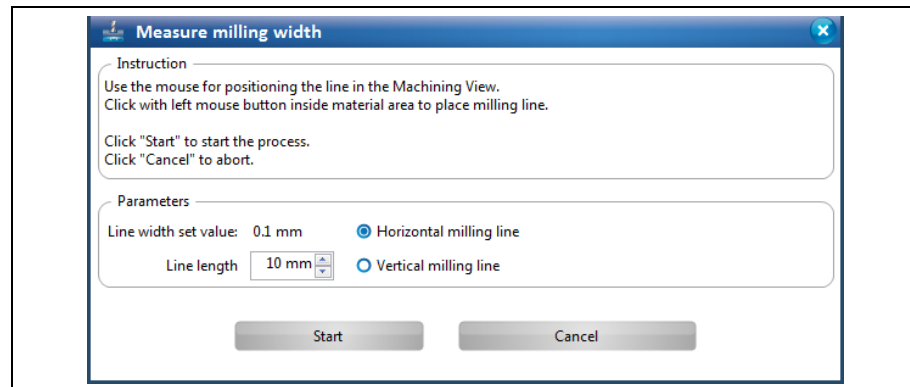 Measure milling width
Instruction
Use the mouse for positioning the line in the Machining View.
Click with left mouse button inside material area to place milling line.
Click "Start" to start the process.
Click "Cancel" to abort.
Parameters
Line width set value: 0.1 mm Horizontal milling line
Line length 10 mm Vertical milling line
Start Cancel